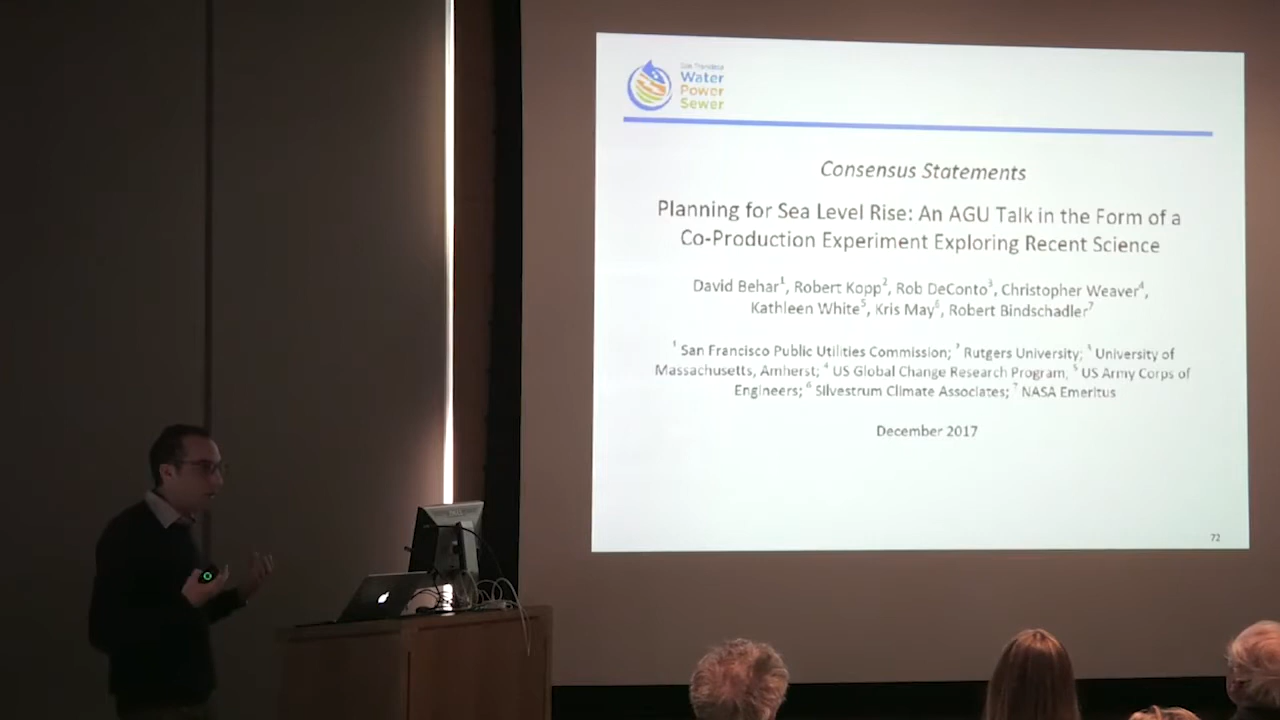 San Francisco
Water
Power
Sewer
Consensus Statements
Planning for Sea Level Rise: An AGU Talk in the Form of a
Co-Production Experiment Exploring Recent Science
David Behar¹, Robert Kopp², Rob DeConto³, Christopher Weaver⁴,
Kathleen White⁵, Kris May⁶, Robert Bindschadler⁷
¹ San Francisco Public Utilities Commission; ² Rutgers University; ³ University of
Massachusetts, Amherst; ⁴ US Global Change Research Program, ⁵ US Army Corps of
Engineers; ⁶ Silvestrum Climate Associates; ⁷ NASA Emeritus
December 2017
72